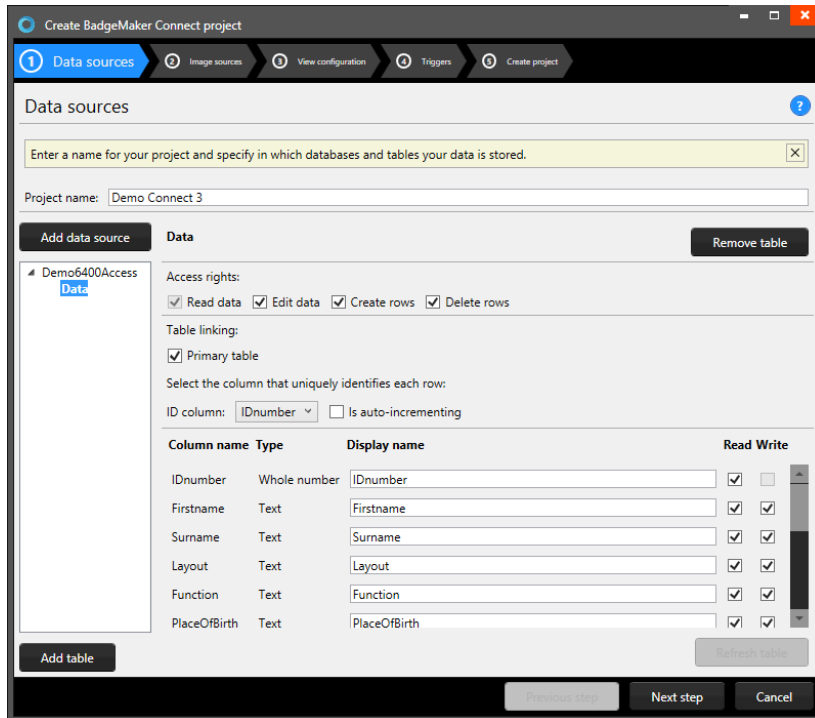 Create BadgeMaker Connect project
1 Data sources 2 Image sources 3 View configuration 4 Triggers 5 Create project
Data sources ?
Enter a name for your project and specify in which databases and tables your data is stored.
Project name: Demo Connect 3
Add data source Data Remove table
Demo6400Access
Data
Access rights:
Read data Edit data Create rows Delete rows
Table linking:
Primary table
Select the column that uniquely identifies each row:
ID column: IDnumber Is auto-incrementing
Column name Type Display name Read Write
IDnumber Whole number IDnumber
Firstname Text Firstname
Surname Text Surname
Layout Text Layout
Function Text Function
PlaceOfBirth Text PlaceOfBirth
Add table Refresh table
Previous step Next step Cancel